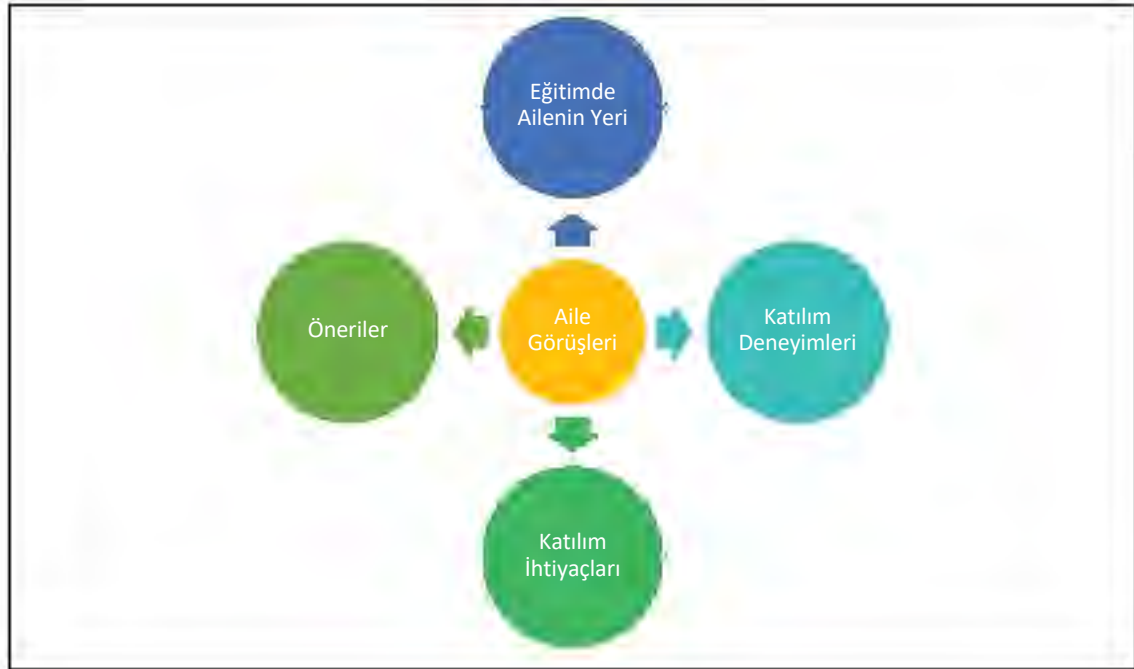 Eğitimde
Ailenin Yeri
Öneriler
Aile
Görüşleri
Katılım
Deneyimleri
Katılım
İhtiyaçları